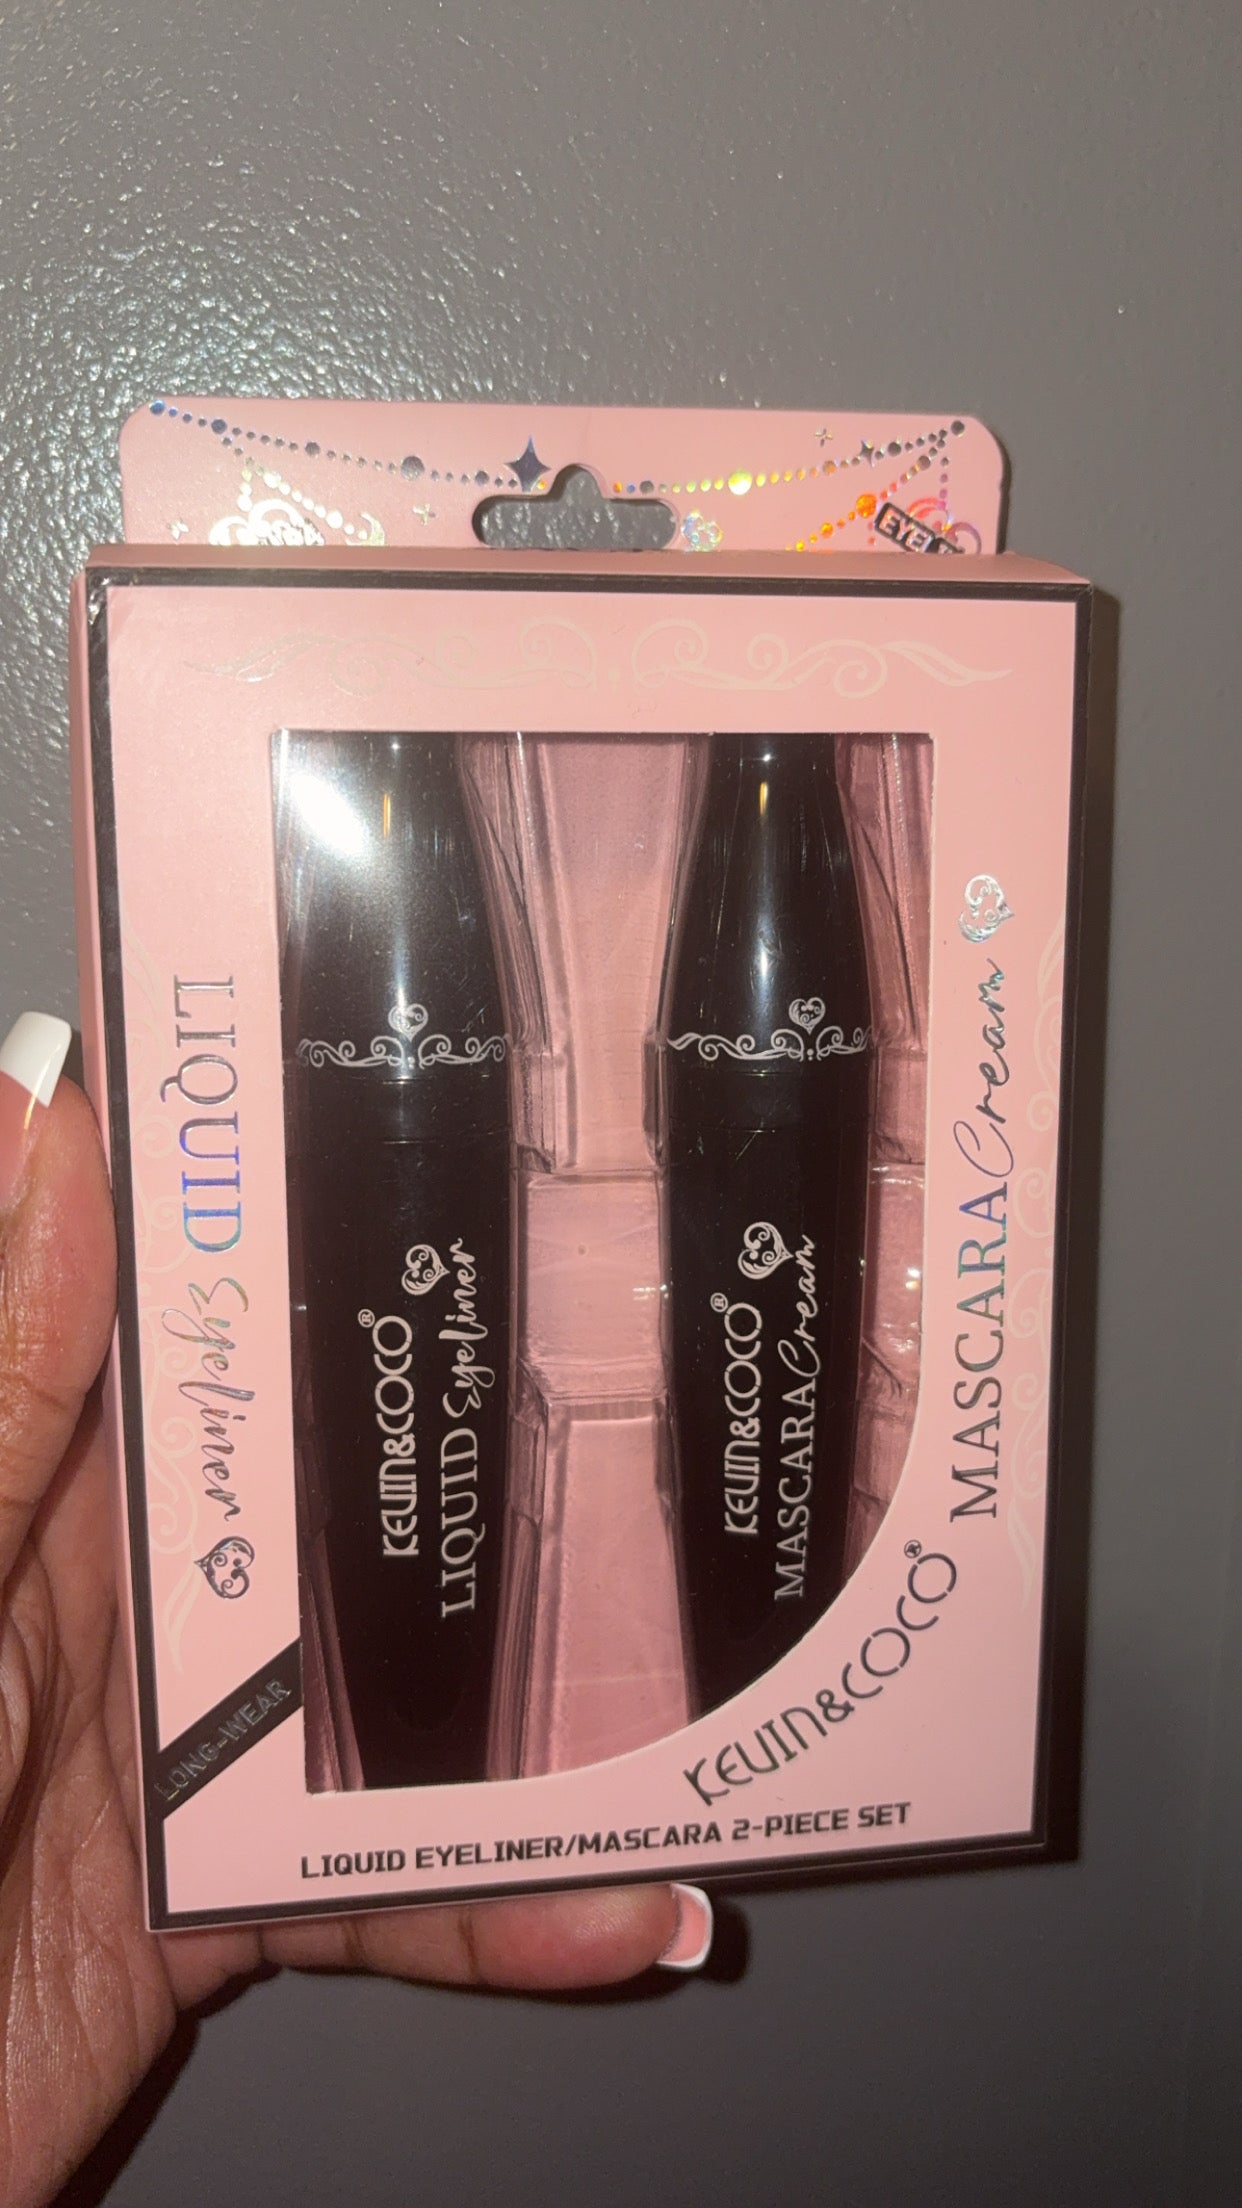 LIQUID Eyeliner
KEVIN&COCO®
LIQUID Eyeliner
KEVIN&COCO®
MASCARA Cream
MASCARA Cream
LONG-WEAR
KEVIN&COCO®
LIQUID EYELINER/MASCARA 2-PIECE SET